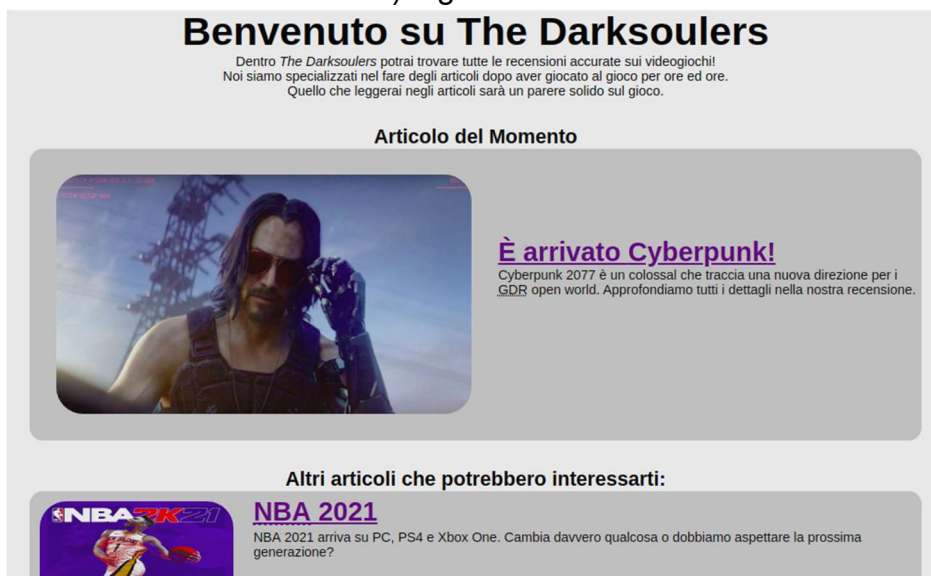 Benvenuto su The Darksoulers
Dentro The Darksoulers potrai trovare tutte le recensioni accurate sui videogiochi!
Noi siamo specializzati nel fare degli articoli dopo aver giocato al gioco per ore ed ore.
Quello che leggerai negli articoli sarà un parere solido sul gioco.
Articolo del Momento
È arrivato Cyberpunk!
Cyberpunk 2077 è un colossal che traccia una nuova direzione per i
GDR open world. Approfondiamo tutti i dettagli nella nostra recensione.
Altri articoli che potrebbero interessarti:
NBA2K21
NBA 2021
NBA 2021 arriva su PC, PS4 e Xbox One. Cambia davvero qualcosa o dobbiamo aspettare la prossima
generazione?